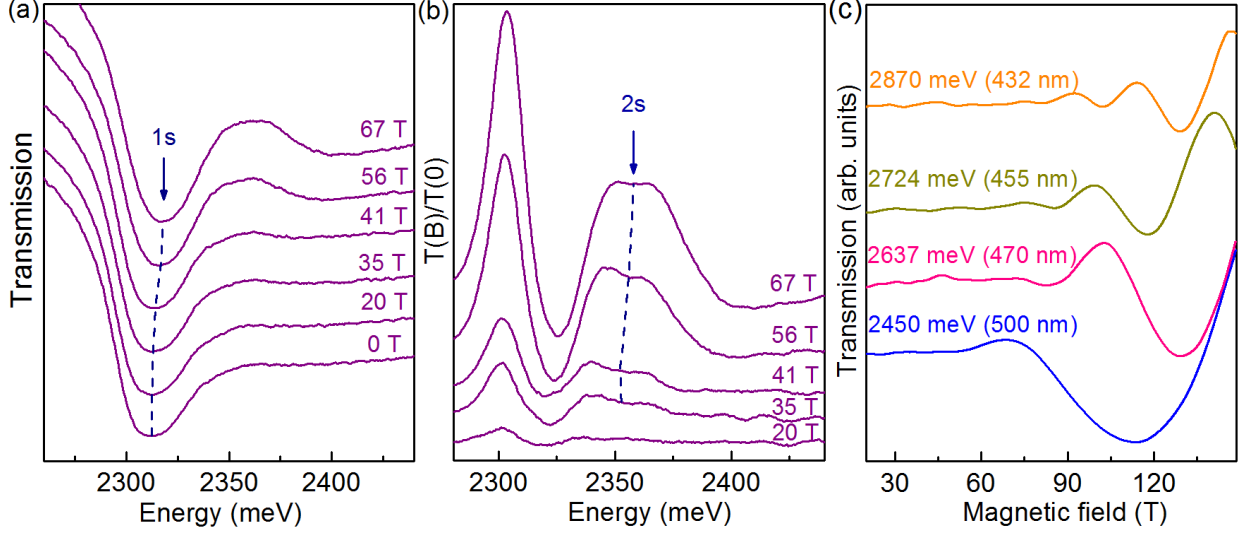 (a)
Transmission
1s
67 T
56 T
41 T
35 T
20 T
0 T
2300
2350
2400
Energy (meV)
(b)
T(B)/T(0)
2s
67 T
56 T
41 T
35 T
20 T
2300
2350
2400
Energy (meV)
(c)
Transmission (arb. units)
2870 meV (432 nm)
2724 meV (455 nm)
2637 meV (470 nm)
2450 meV (500 nm)
30
60
90
120
Magnetic field (T)